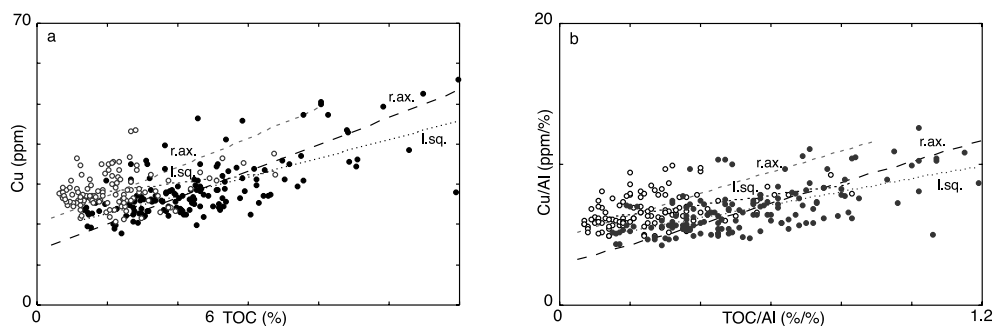 70
a
r.ax.
l.sq.
r.ax.
l.sq.
Cu (ppm)
0
0
6
TOC (%)
20
b
r.ax.
r.ax.
l.sq.
l.sq.
Cu/Al (ppm/%)
0
0
TOC/Al (%/%)
1.2